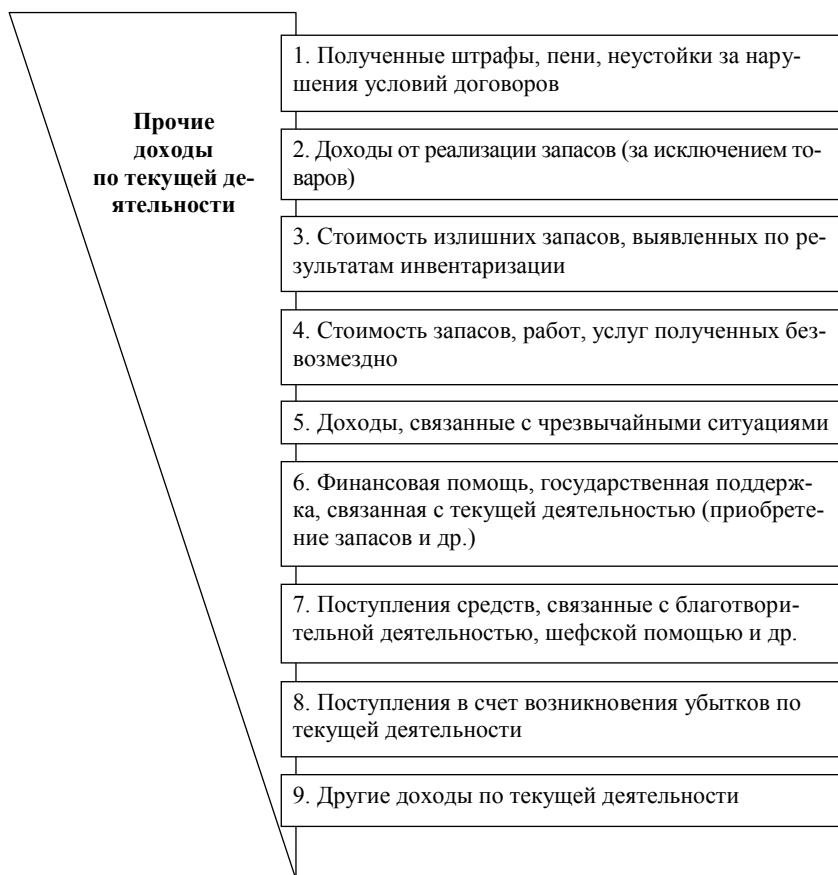 Прочие
доходы
по текущей де-
ятельности
1. Полученные штрафы, пени, неустойки за нару-
шения условий договоров
2. Доходы от реализации запасов (за исключением то-
варов)
3. Стоимость излишних запасов, выявленных по ре-
зультатам инвентаризации
4. Стоимость запасов, работ, услуг полученных без-
возмездно
5. Доходы, связанные с чрезвычайными ситуациями
6. Финансовая помощь, государственная поддерж-
ка, связанная с текущей деятельностью (приобрете-
ние запасов и др.)
7. Поступления средств, связанные с благотвори-
тельной деятельностью, шефской помощью и др.
8. Поступления в счет возникновения убытков по
текущей деятельности
9. Другие доходы по текущей деятельности